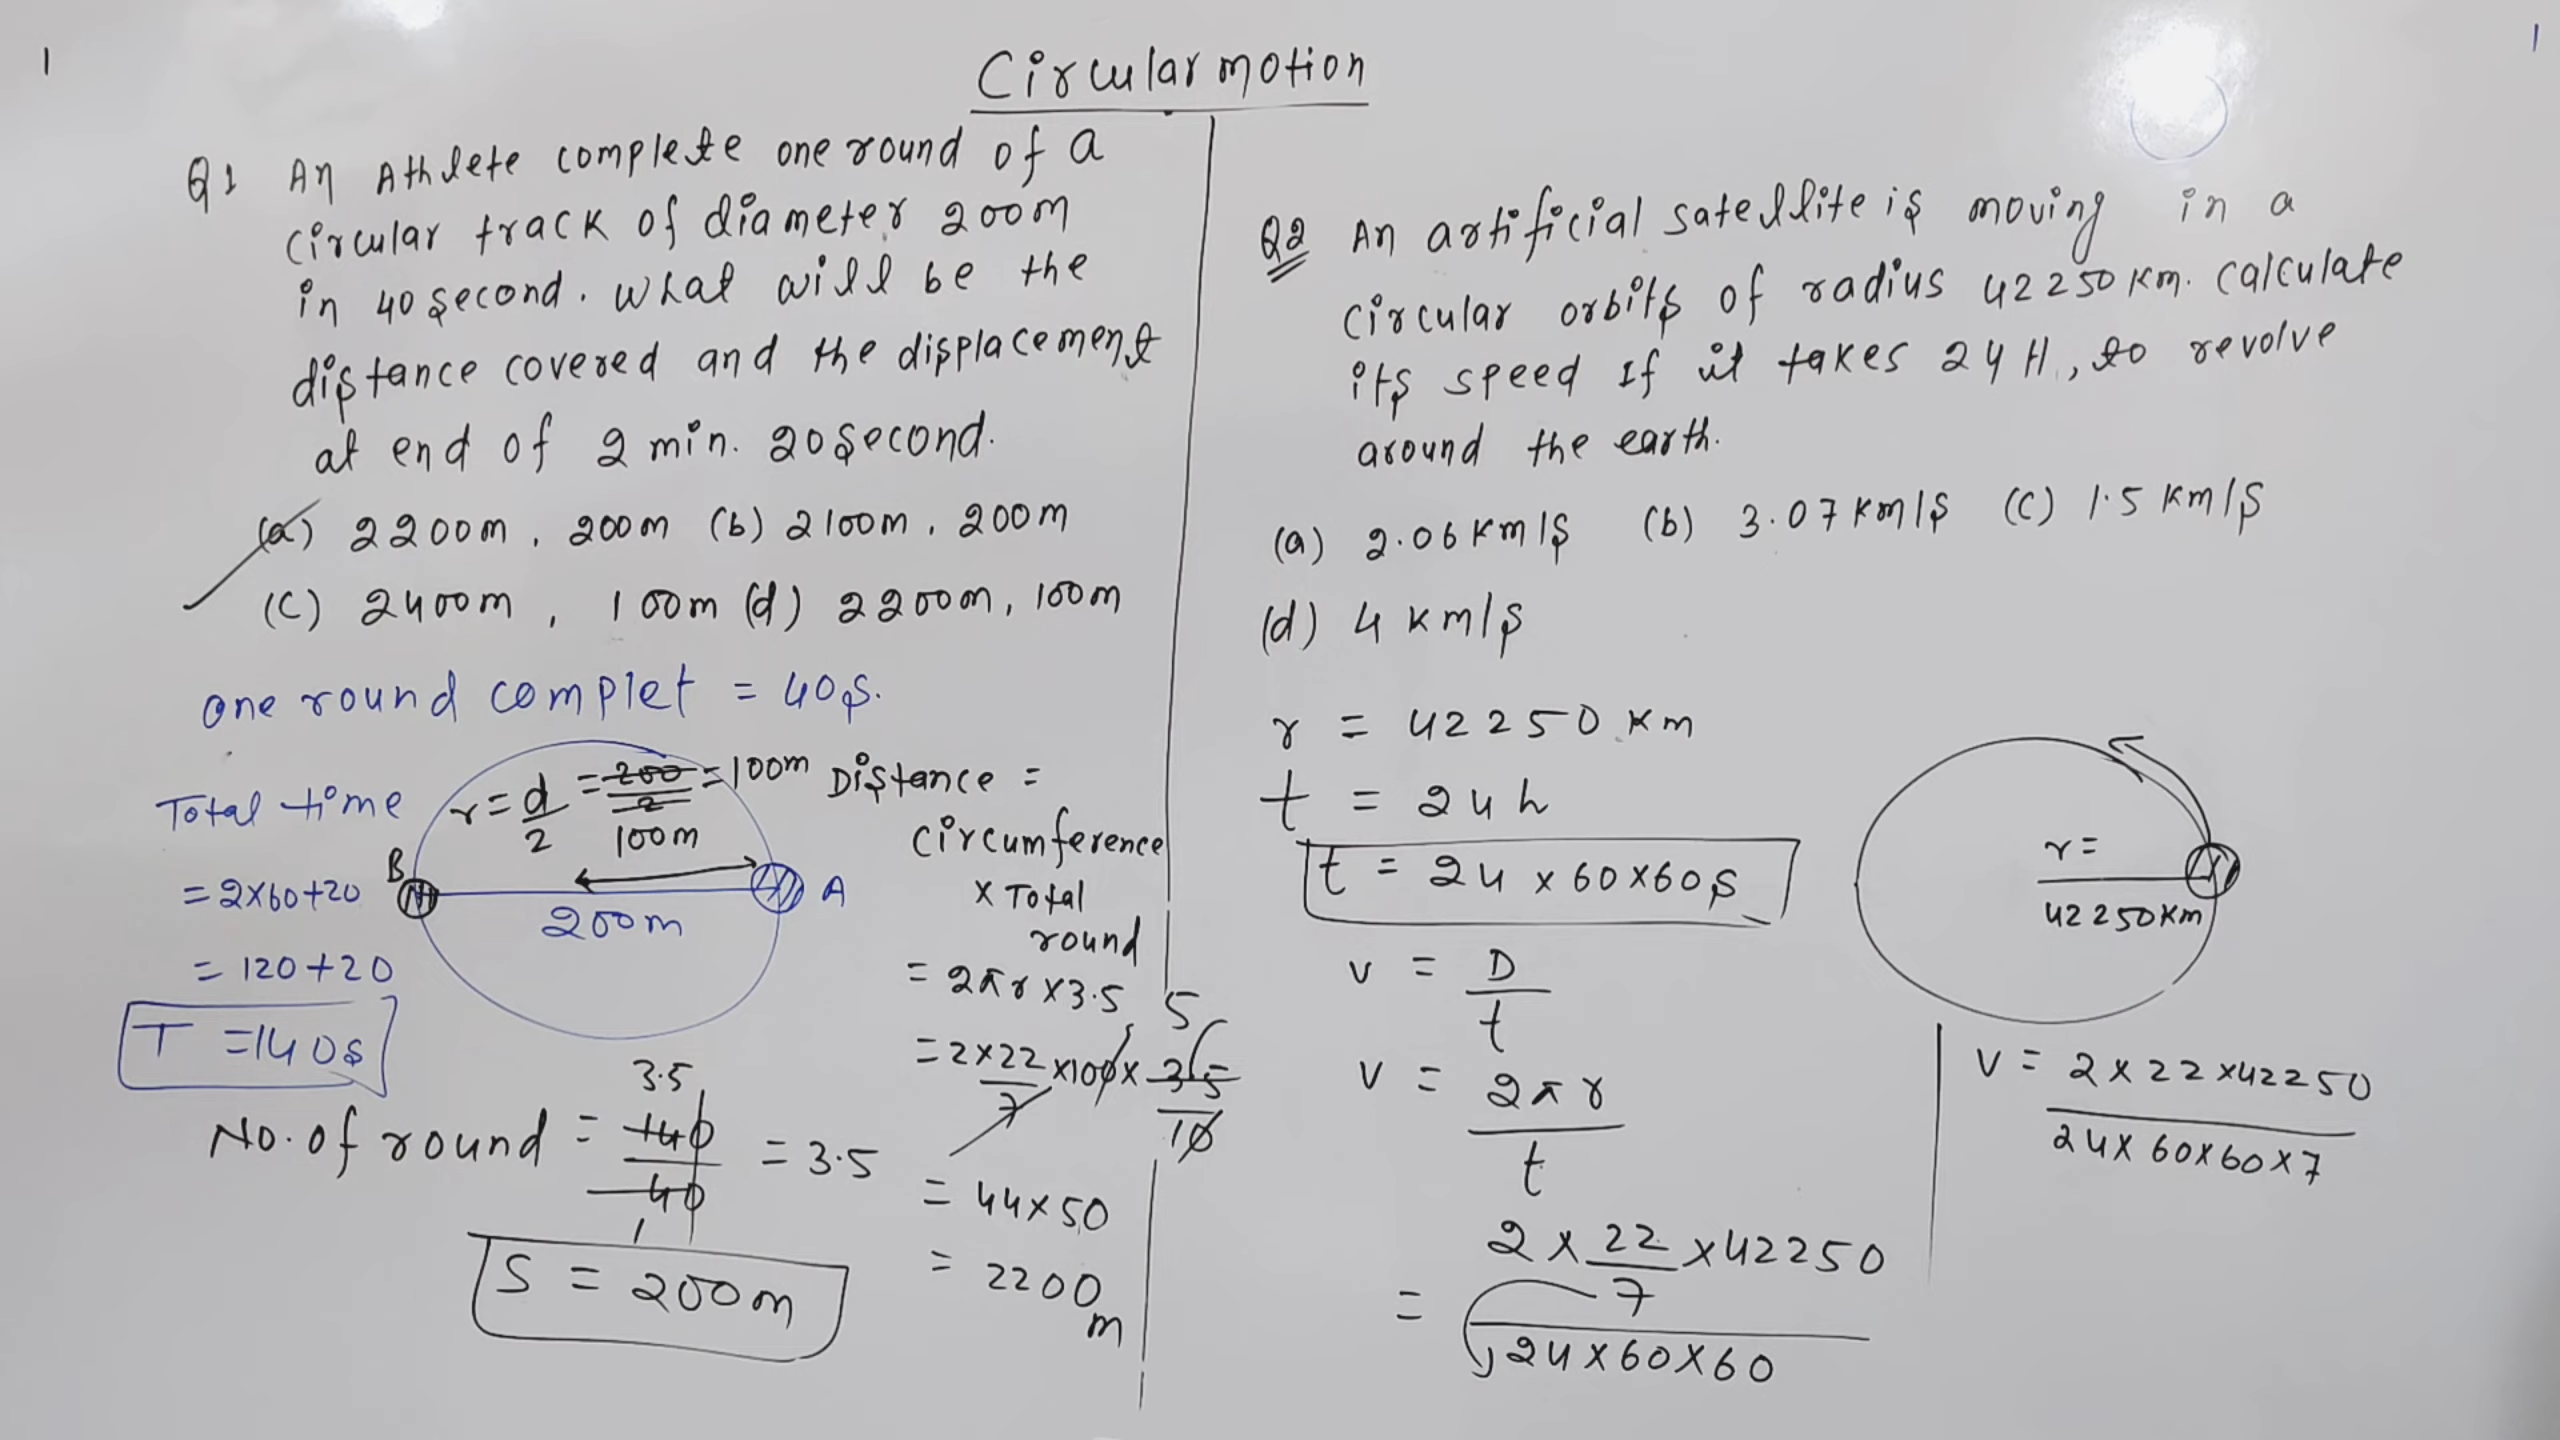 Circular motion
Q1 An Athlete complete one round of a
circular track of diameter 200m
in 40 second. what will be the
distance covered and the displacement
at end of 2 min. 20 second.
(a) 2200m, 200m (b) 2100m, 200m
(c) 2400m, 100m (d) 2200m, 100m
one round complet = 40s.
Total time
= 2×60+20
= 120+20
T = 140s
r = d/2 = 200/2 = 100m
100m
B
A
200m
No. of round = 140/40 = 3.5
3.5
1
S = 200m
Distance =
circumference
× Total
round
= 2πr × 3.5
5
= 2×22/7 ×100× 35/10
= 44×50
= 2200
m
Q2 An artificial satellite is moving in a
circular orbits of radius 42250 km. calculate
its speed If it takes 24 H, to revolve
around the earth.
(a) 2.06 km/s (b) 3.07 km/s (c) 1.5 km/s
(d) 4 km/s
r = 42250 km
t = 24 h
t = 24 × 60×60s
v = D/t
v = 2πr/t
= 2 × 22/7 ×42250
24×60×60
r =
42250km
v = 2 × 22 ×42250
24× 60×60×7